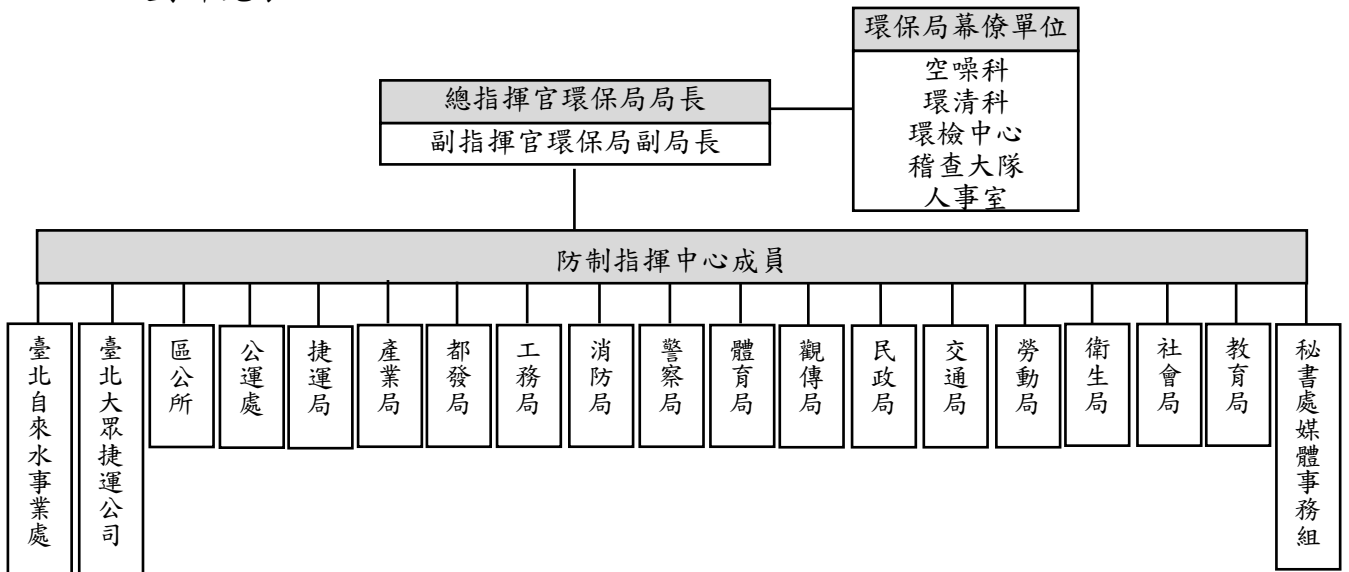 環保局幕僚單位
空噪科
環清科
環檢中心
稽查大隊
人事室
總指揮官環保局局長
副指揮官環保局副局長
防制指揮中心成員
臺北自來水事業處
臺北大眾捷運公司
區公所
公運處
捷運局
產業局
都發局
工務局
消防局
警察局
體育局
觀傳局
民政局
交通局
勞動局
衛生局
社會局
教育局
秘書處媒體事務組